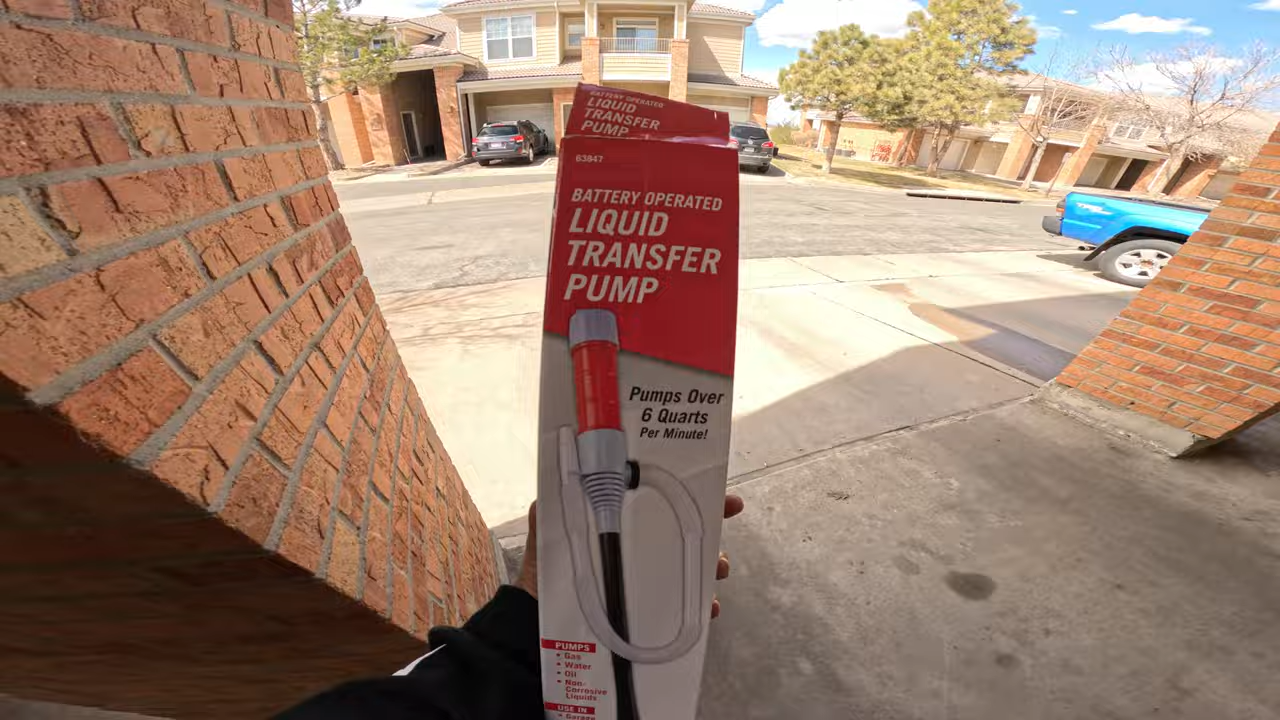 BATTERY OPERATED
LIQUID
TRANSFER
PUMP
63847
BATTERY OPERATED
LIQUID
TRANSFER
PUMP
Pumps Over
6 Quarts
Per Minute!
PUMPS
• Gas
• Water
• Oil
• Non-
Corrosive
Liquids
USE IN
• Garage